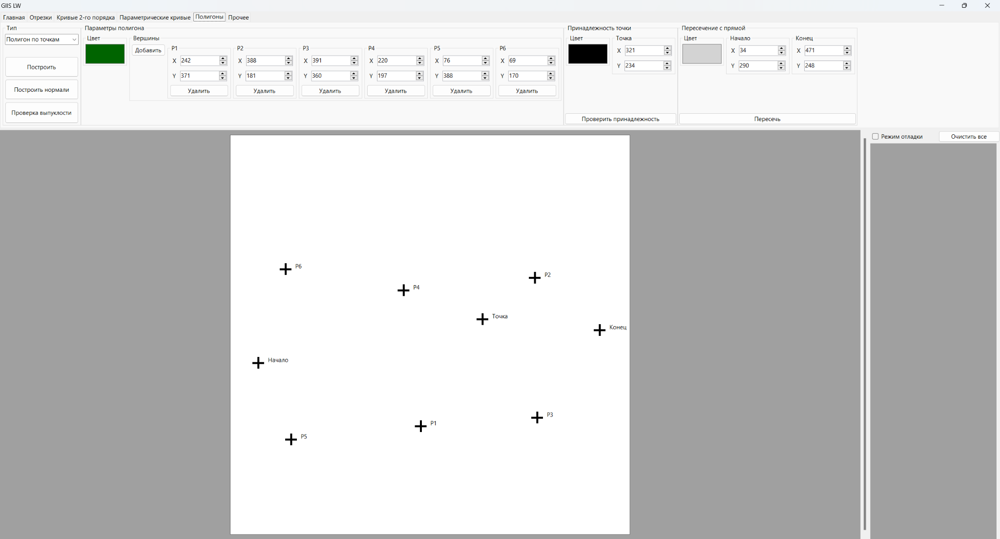 GIIS LW
Главная Отрезки Кривые 2-го порядка Параметрические кривые Полигоны Прочее
Тип
Полигон по точкам
Построить
Построить нормали
Проверка выпуклости
Параметры полигона
Цвет
Вершины
Добавить
P1
X 242
Y 371
Удалить
P2
X 388
Y 181
Удалить
P3
X 391
Y 360
Удалить
P4
X 220
Y 197
Удалить
P5
X 76
Y 388
Удалить
P6
X 69
Y 170
Удалить
Принадлежность точки
Цвет
Точка
X 321
Y 234
Проверить принадлежность
Пересечение с прямой
Цвет
Начало
X 34
Y 290
Конец
X 471
Y 248
Пересечь
Режим отладки
Очистить все
P6
P2
P4
Точка
Конец
Начало
P3
P1
P5